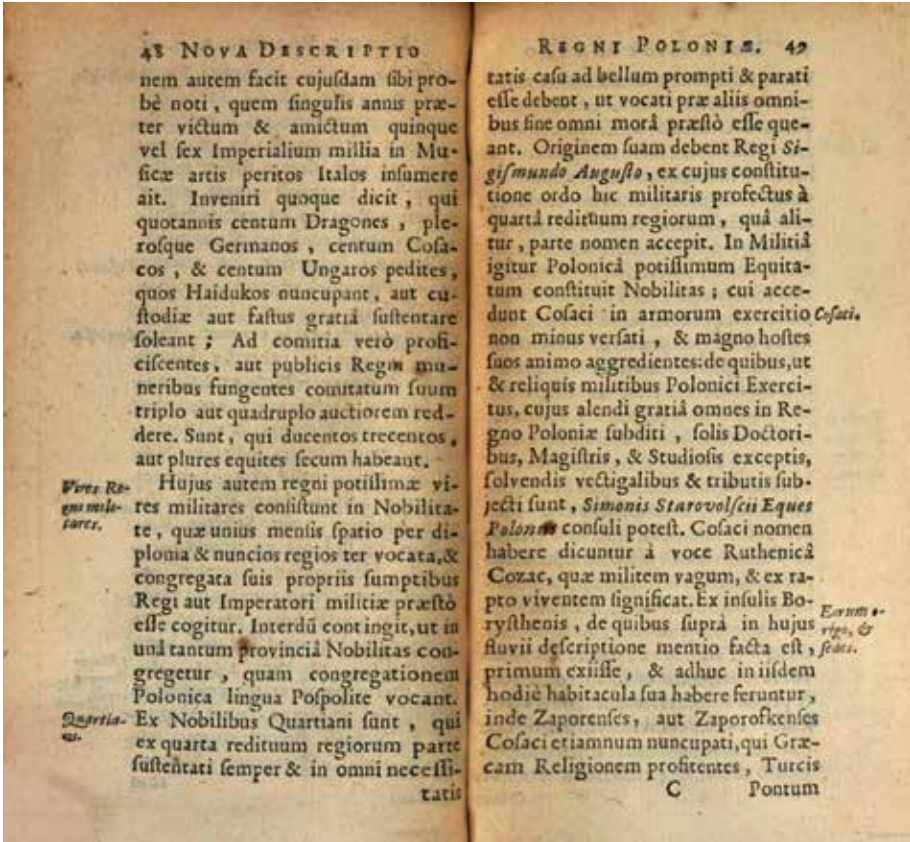 48 NOVA DESCRIPTIO
nem autem facit cujuſdam ſibi pro-
bè noti, quem ſingulis annis præ-
ter victum & amictum quinque
vel ſex Imperialium millia in Mu-
ſicæ artis peritos Italos inſumere
ait. Inveniri quoque dicit, qui
quotannis centum Dragones, ple-
roſque Germanos, centum Coſa-
cos, & centum Ungaros pedites,
quos Haidukos nuncupant, aut cu-
ſtodiæ aut faſtus gratiâ ſuſtentare
ſoleant; Ad comitia verò profi-
ciſcentes, aut publicis Regni mu-
neribus fungentes comitatum ſuum
triplo aut quadruplo auctiorem red-
dere. Sunt, qui ducentos trecentos,
aut plures equites ſecum habeant.
Vires Re-
gni mili-
tares.
Hujus autem regni potiſſimæ vi-
res militares conſiſtunt in Nobilita-
te, quæ unius menſis ſpatio per di-
ploma & nuncios regios ter vocata, &
congregata ſuis propriis ſumptibus
Regi aut Imperatori militiæ præſtò
eſſe cogitur. Interdũ contingit, ut in
unâ tantum provinciâ Nobilitas con-
gregetur, quam congregationem
Polonica lingua Poſpolite vocant.
Quartia-
ni.
Ex Nobilibus Quartiani ſunt, qui
ex quarta redituum regiorum parte
ſuſtentati ſemper & in omni neceſſi-
tatis
REGNI POLONIÆ. 49
tatis caſu ad bellum prompti & parati
eſſe debent, ut vocati præ aliis omni-
bus ſine omni morâ præſtò eſſe que-
ant. Originem ſuam debent Regi Si-
giſmundo Auguſto, ex cujus conſtitu-
tione ordo hic militaris profectus à
quartâ redituum regiorum, quâ ali-
tur, parte nomen accepit. In Militiâ
igitur Polonicâ potiſſimum Equita-
tum conſtituit Nobilitas; cui acce-
dunt Coſaci in armorum exercitio
Coſaci.
non minus verſati, & magno hoſtes
ſuos animo aggredientes: de quibus, ut
& reliquis militibus Polonici Exerci-
tus, cujus alendi gratiâ omnes in Re-
gno Poloniæ ſubditi, ſolis Doctori-
bus, Magiſtris, & Studioſis exceptis,
ſolvendis vectigalibus & tributis ſub-
jecti ſunt, Simonis Starovolſcii Eques
Polonus conſuli poteſt. Coſaci nomen
habere dicuntur à voce Ruthenicâ
Cozac, quæ militem vagum, & ex ra-
pto viventem ſignificat. Ex inſulis Bo-
ryſthenis, de quibus ſuprà in hujus
Earum o-
rigo, &
ſedes.
fluvii deſcriptione mentio facta eſt,
primum exiiſſe, & adhuc in iiſdem
hodiè habitacula ſua habere feruntur,
inde Zaporenſes, aut Zaporoſkenſes
Coſaci etiamnum nuncupati, qui Græ-
cam Religionem profitentes, Turcis
C Pontum